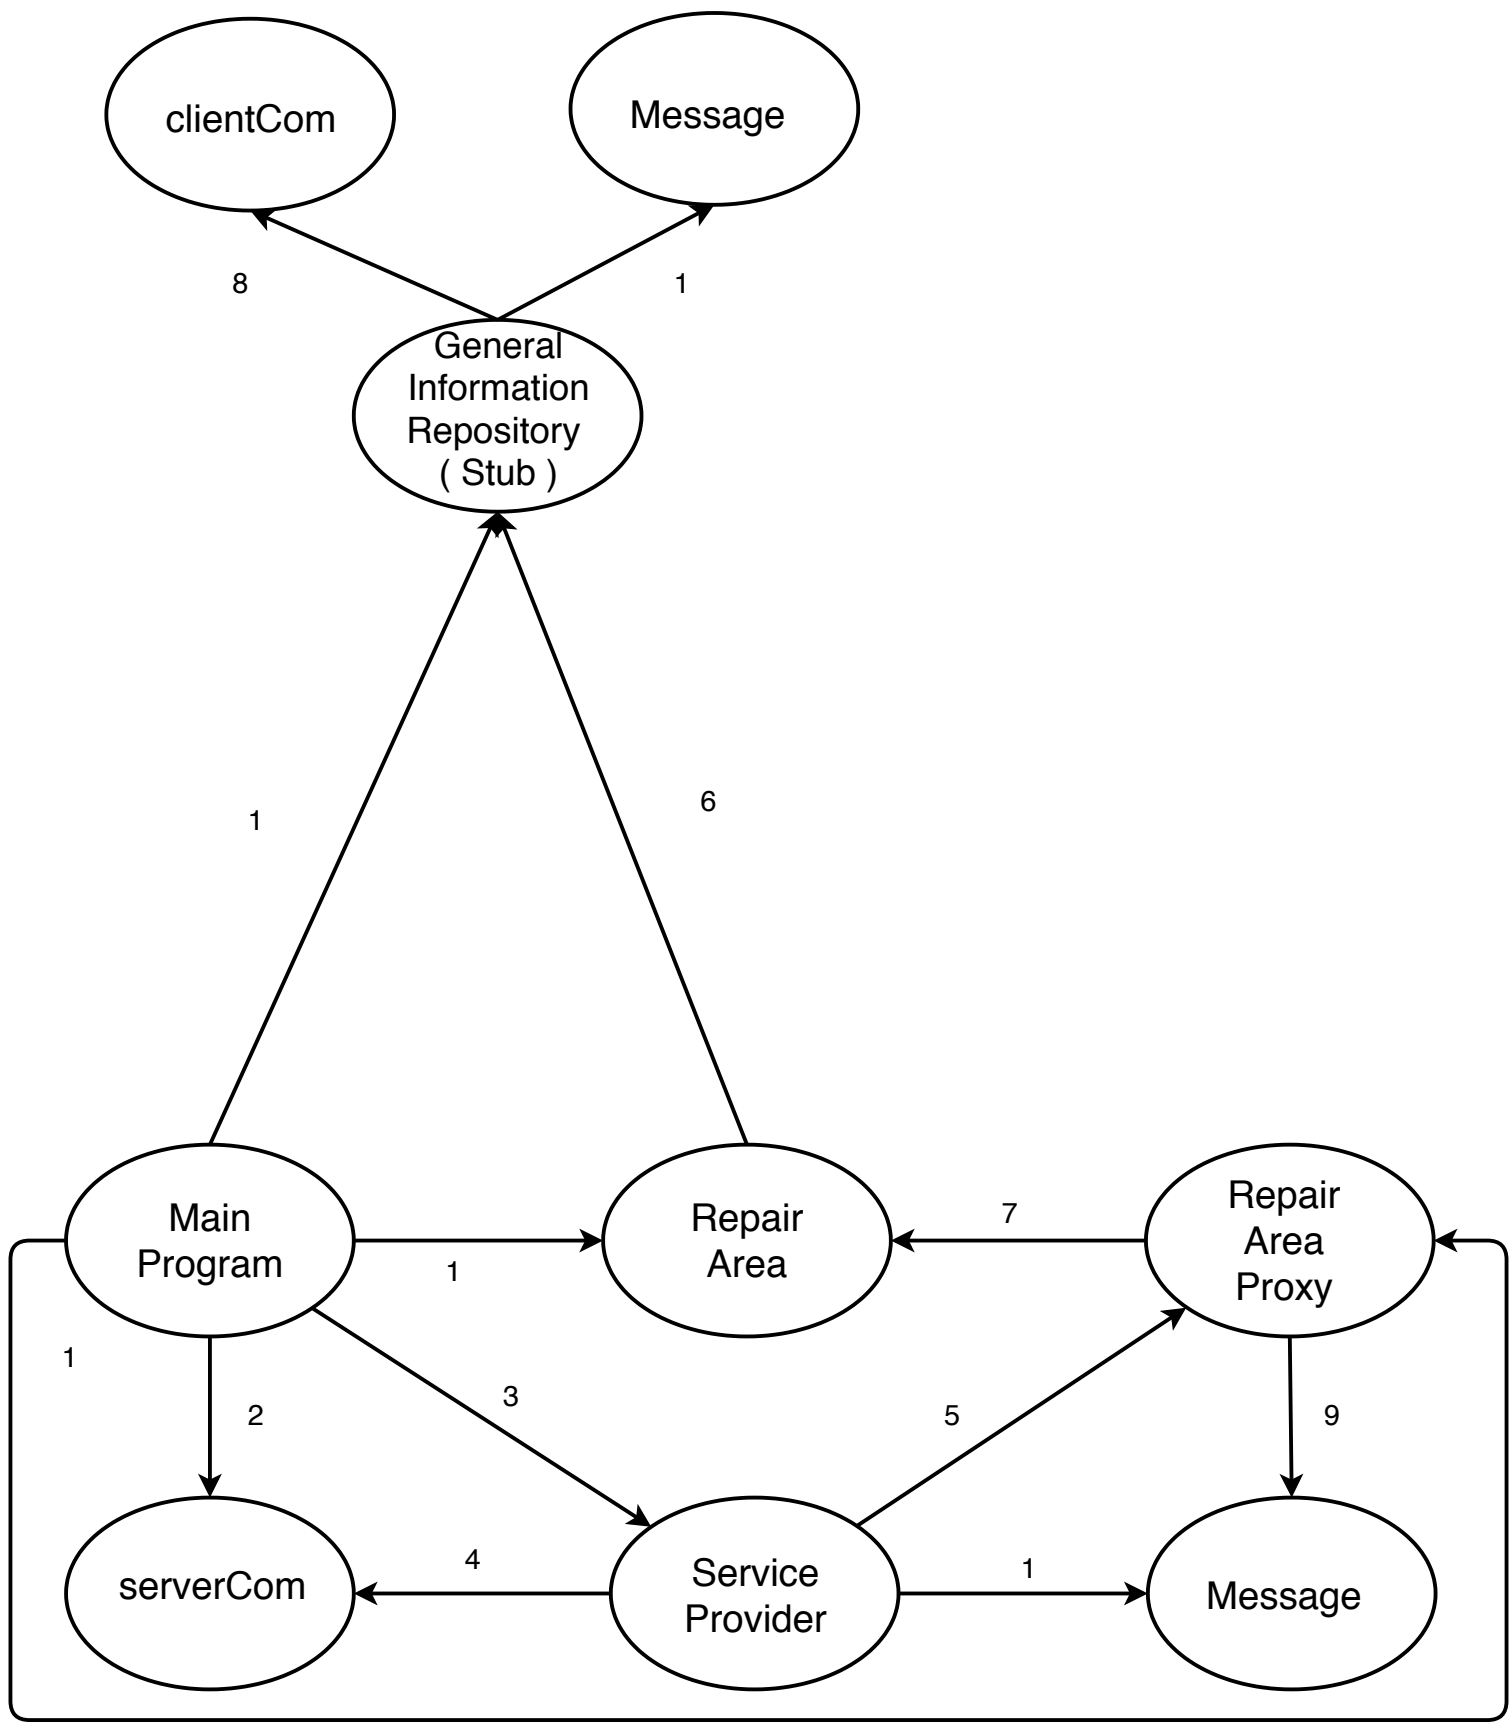 clientCom
Message
8
1
General
Information
Repository
( Stub )
1
6
Main
Program
1
Repair
Area
7
Repair
Area
Proxy
1
2
3
5
9
serverCom
4
Service
Provider
1
Message